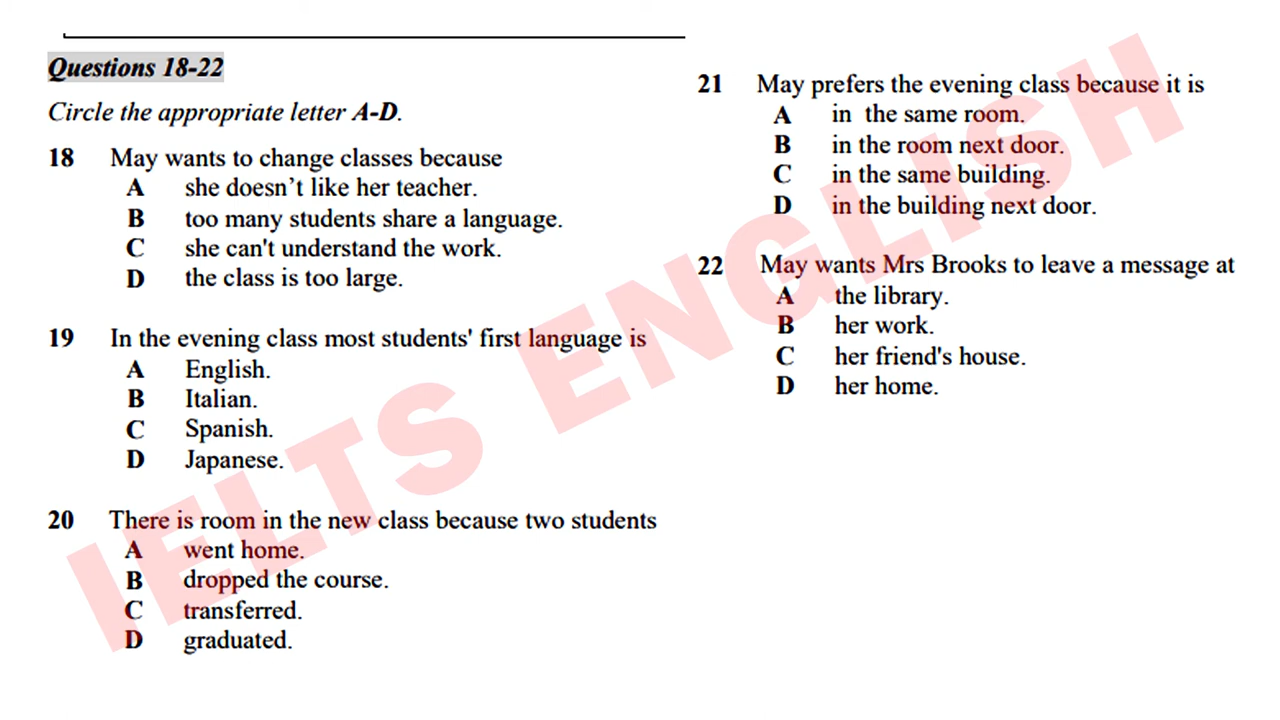 Questions 18-22
Circle the appropriate letter A-D.
18 May wants to change classes because
A she doesn’t like her teacher.
B too many students share a language.
C she can't understand the work.
D the class is too large.
19 In the evening class most students' first language is
A English.
B Italian.
C Spanish.
D Japanese.
20 There is room in the new class because two students
A went home.
B dropped the course.
C transferred.
D graduated.
21 May prefers the evening class because it is
A in the same room.
B in the room next door.
C in the same building.
D in the building next door.
22 May wants Mrs Brooks to leave a message at
A the library.
B her work.
C her friend's house.
D her home.
IELTS ENGLISH